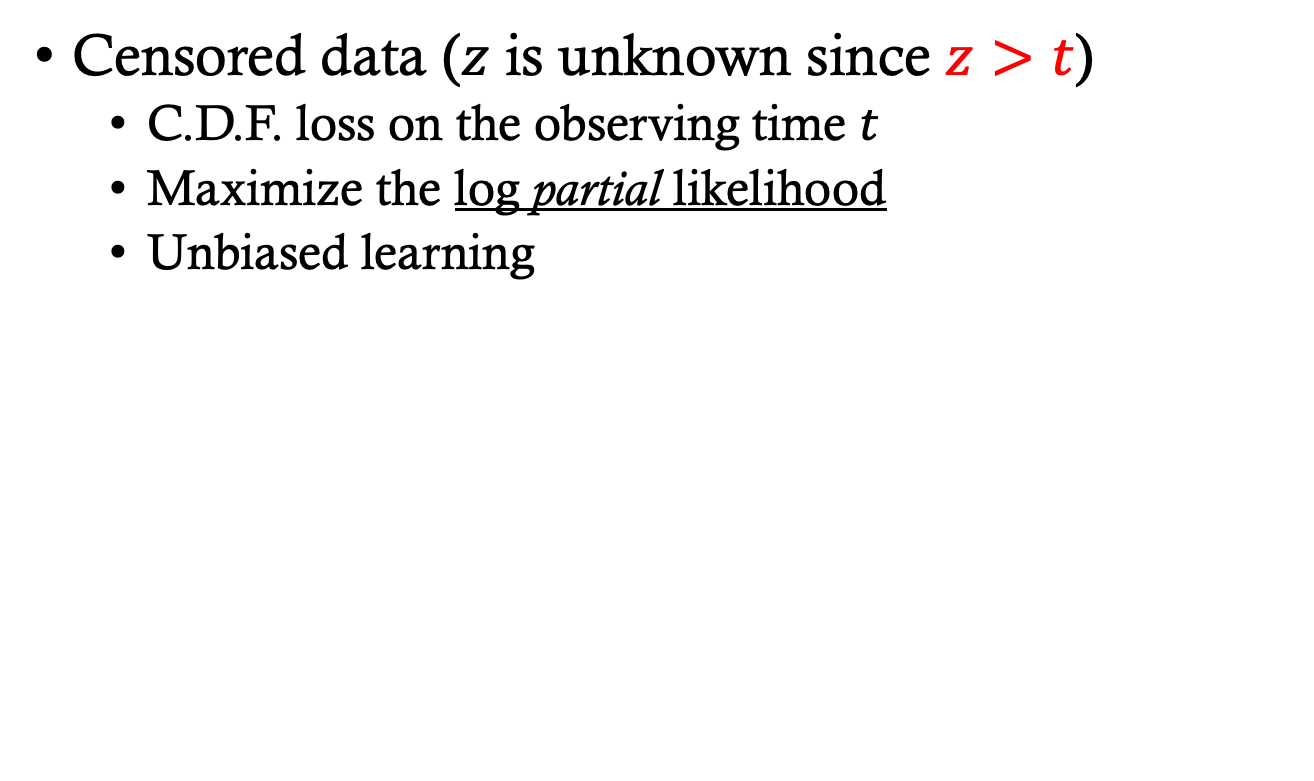 • Censored data (z is unknown since z > t)
• C.D.F. loss on the observing time t
• Maximize the log partial likelihood
• Unbiased learning